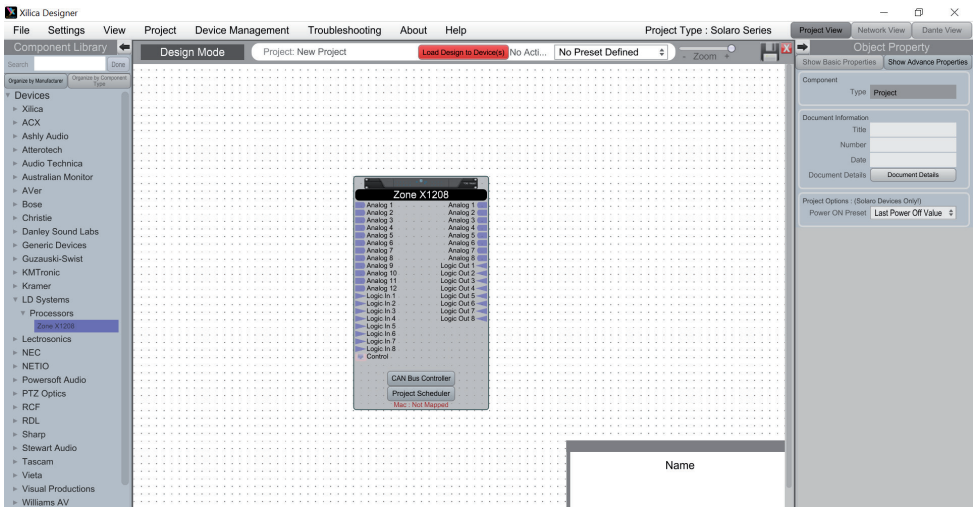 Xilica Designer
File Settings View Project Device Management Troubleshooting About Help Project Type : Solaro Series Project View Network View Dante View
Component Library Design Mode Project: New Project Load Design to Device(s) No Acti... No Preset Defined - Zoom + Object Property
Search Done
Show Basic Properties Show Advance Properties
Organize by Manufacturer Organize by Component Type
Devices
Xilica
ACX
Ashly Audio
Atterotech
Audio Technica
Australian Monitor
AVer
Bose
Christie
Danley Sound Labs
Generic Devices
Guzauski-Swist
KMTronic
Kramer
LD Systems
Processors
Zone X1208
Lectrosonics
NEC
NETIO
Powersoft Audio
PTZ Optics
RCF
RDL
Sharp
Stewart Audio
Tascam
Vieta
Visual Productions
Williams AV
Zone X1208
Analog 1 Analog 1
Analog 2 Analog 2
Analog 3 Analog 3
Analog 4 Analog 4
Analog 5 Analog 5
Analog 6 Analog 6
Analog 7 Analog 7
Analog 8 Analog 8
Analog 9 Logic Out 1
Analog 10 Logic Out 2
Analog 11 Logic Out 3
Analog 12 Logic Out 4
Logic In 1 Logic Out 5
Logic In 2 Logic Out 6
Logic In 3 Logic Out 7
Logic In 4 Logic Out 8
Logic In 5
Logic In 6
Logic In 7
Logic In 8
Control
CAN Bus Controller
Project Scheduler
Mac : Not Mapped
Name
Component
Type Project
Document Information
Title
Number
Date
Document Details Document Details
Project Options : (Solaro Devices Only!)
Power ON Preset Last Power Off Value